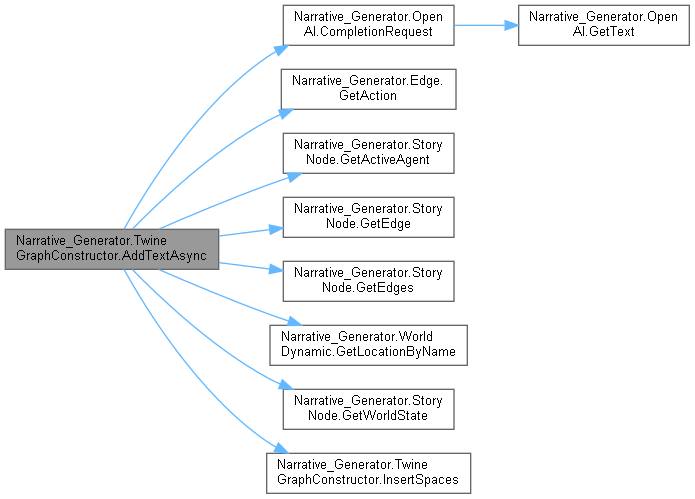 Narrative_Generator.Open
AI.CompletionRequest
Narrative_Generator.Open
AI.GetText
Narrative_Generator.Edge.
GetAction
Narrative_Generator.Story
Node.GetActiveAgent
Narrative_Generator.Story
Node.GetEdge
Narrative_Generator.Twine
GraphConstructor.AddTextAsync
Narrative_Generator.Story
Node.GetEdges
Narrative_Generator.World
Dynamic.GetLocationByName
Narrative_Generator.Story
Node.GetWorldState
Narrative_Generator.Twine
GraphConstructor.InsertSpaces